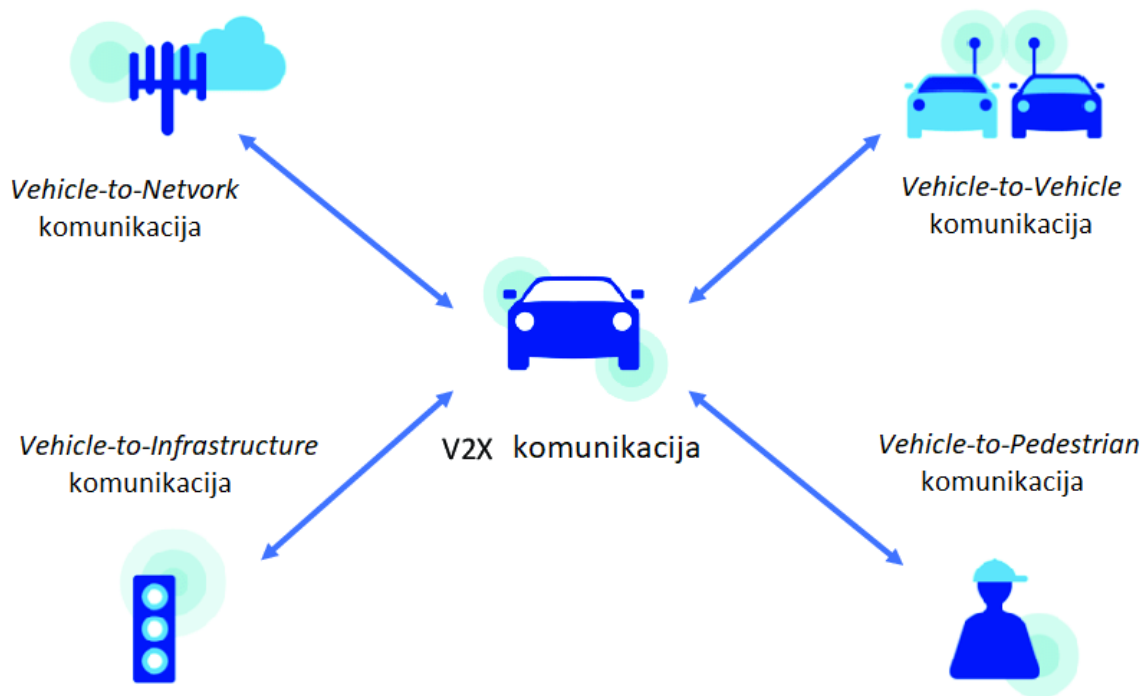 Vehicle-to-Netvork
komunikacija
Vehicle-to-Vehicle
komunikacija
V2X komunikacija
Vehicle-to-Infrastructure
komunikacija
Vehicle-to-Pedestrian
komunikacija